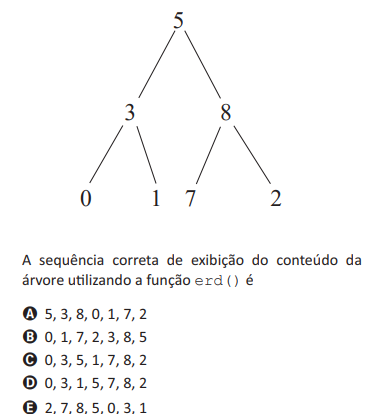 5
3 8
0 1 7 2
A sequência correta de exibição do conteúdo da
árvore utilizando a função erd() é
A 5, 3, 8, 0, 1, 7, 2
B 0, 1, 7, 2, 3, 8, 5
C 0, 3, 5, 1, 7, 8, 2
D 0, 3, 1, 5, 7, 8, 2
E 2, 7, 8, 5, 0, 3, 1